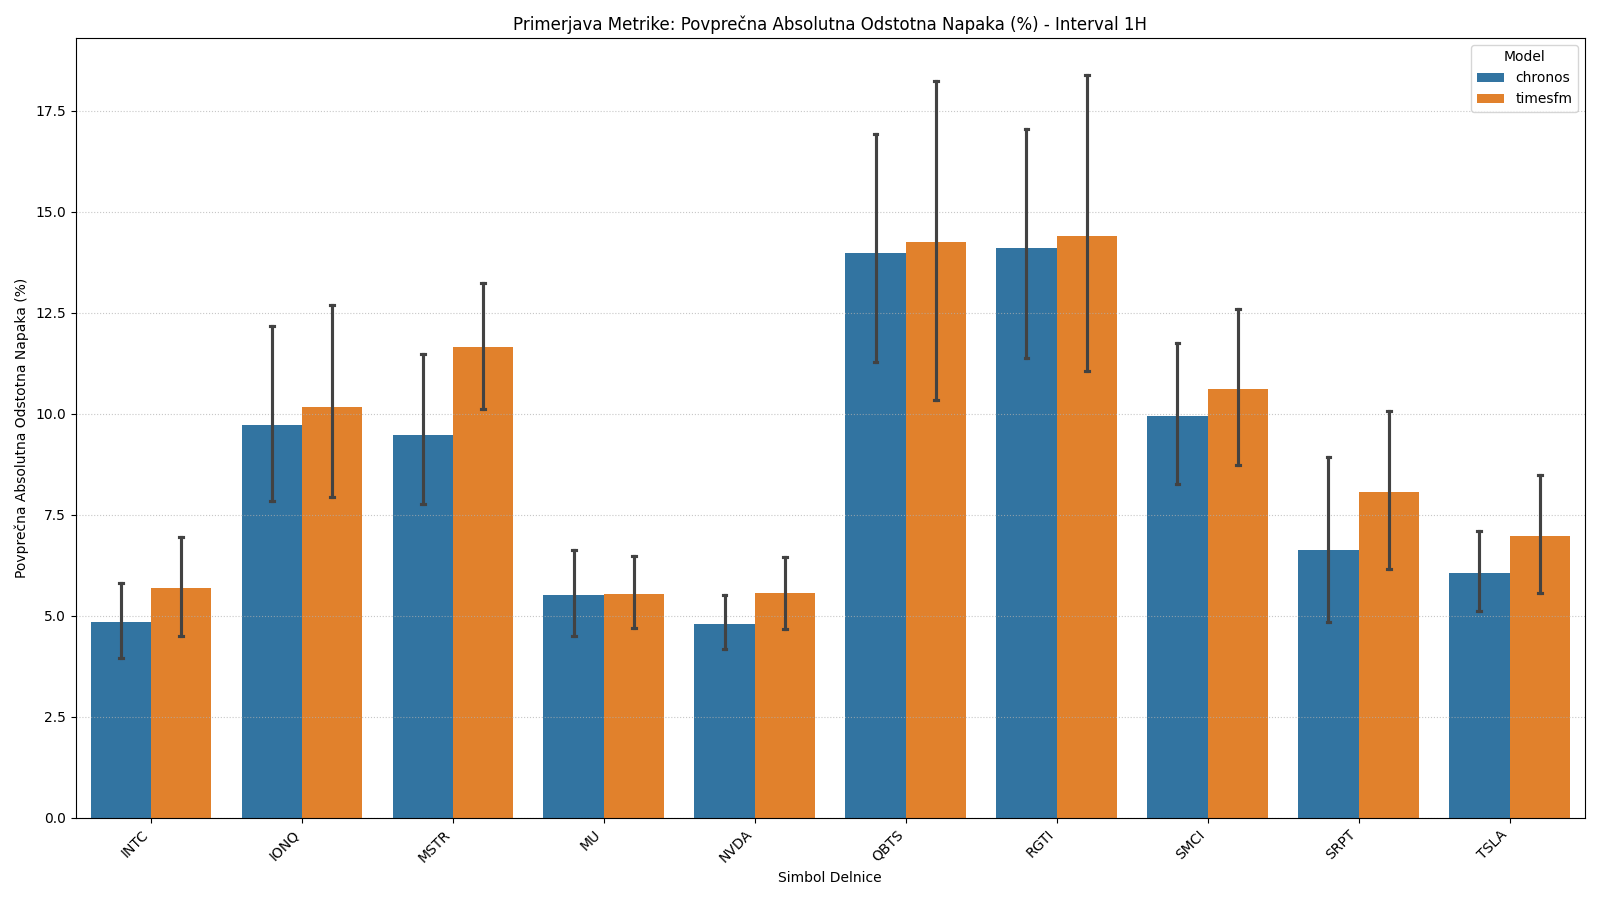 Primerjava Metrike: Povprečna Absolutna Odstotna Napaka (%) - Interval 1H
Model
chronos
timesfm
Povprečna Absolutna Odstotna Napaka (%)
17.5
15.0
12.5
10.0
7.5
5.0
2.5
0.0
INTC
IONQ
MSTR
MU
NVDA
QBTS
RGTI
SMCI
SRPT
TSLA
Simbol Delnice